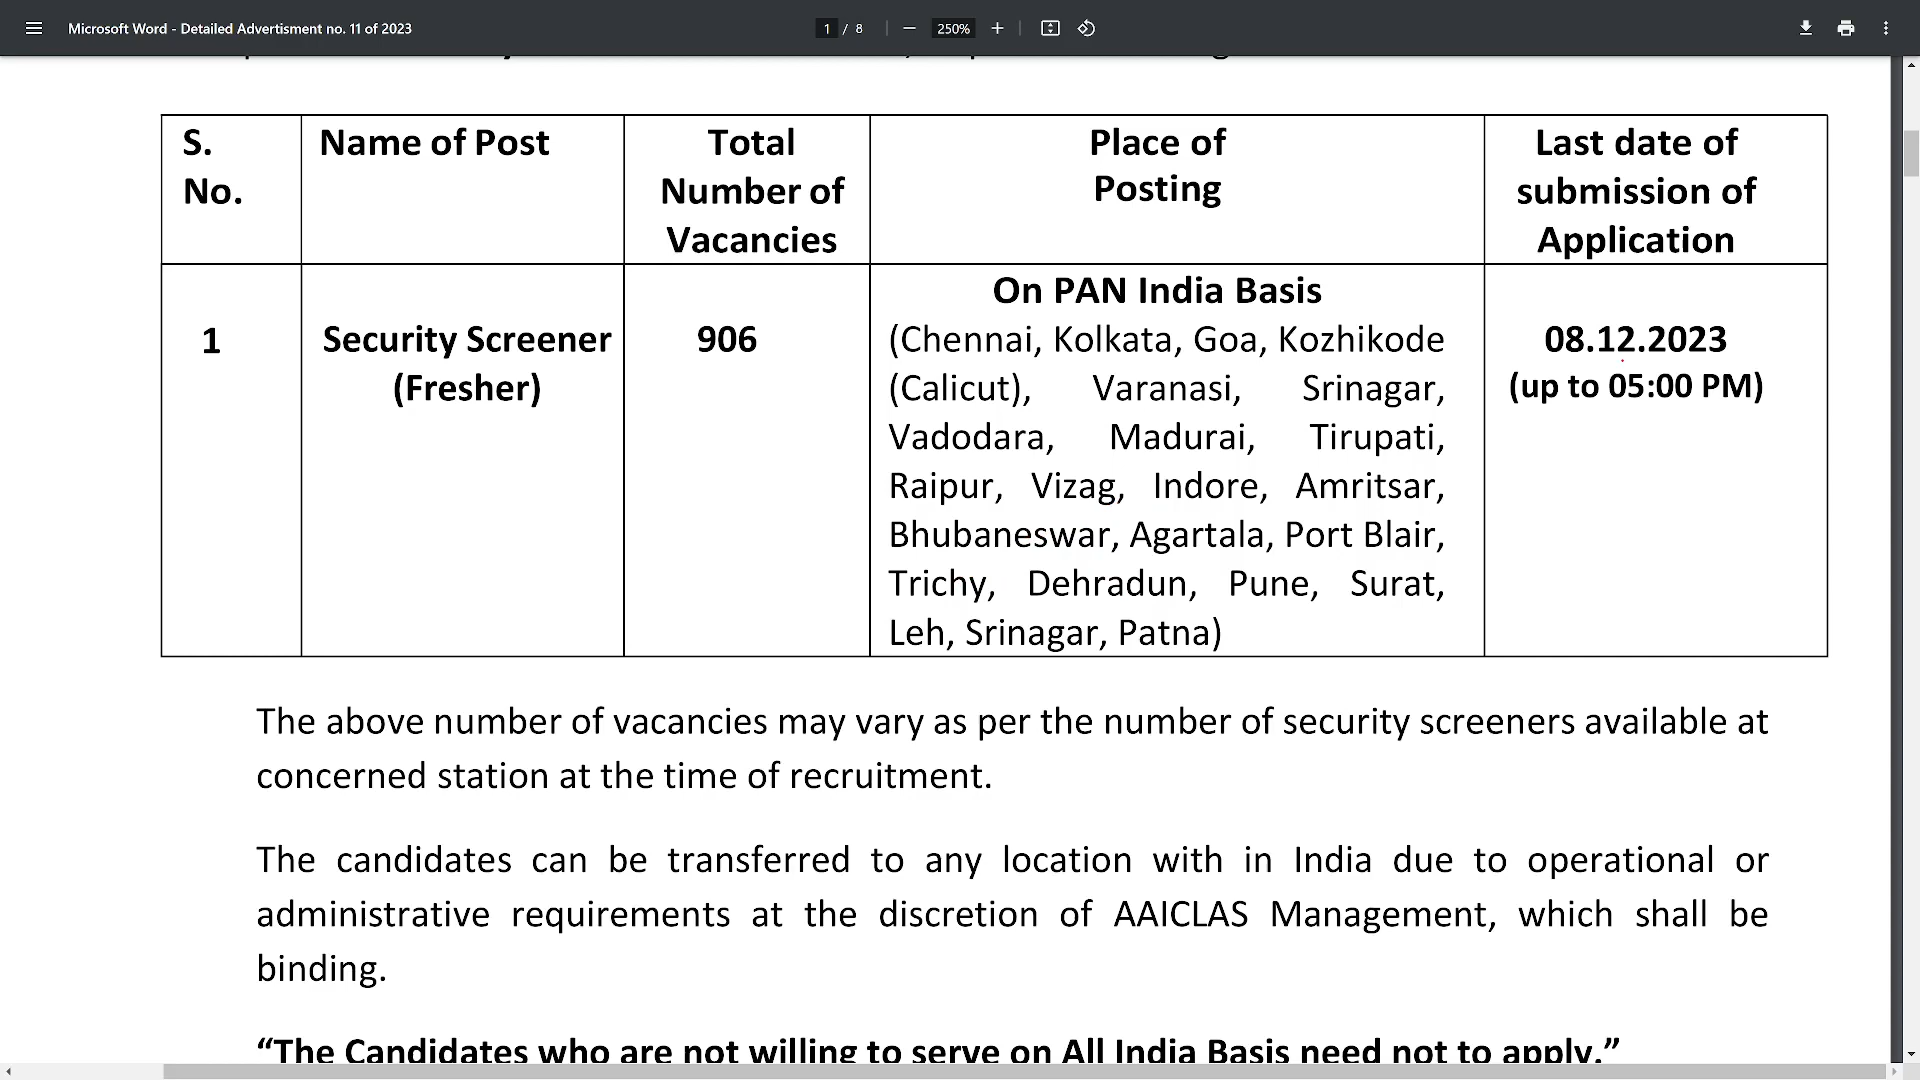 Microsoft Word - Detailed Advertisment no. 11 of 2023
1 / 8
250%
S.
No.
Name of Post
Total
Number of
Vacancies
Place of
Posting
Last date of
submission of
Application
1
Security Screener
(Fresher)
906
On PAN India Basis
(Chennai, Kolkata, Goa, Kozhikode
(Calicut), Varanasi, Srinagar,
Vadodara, Madurai, Tirupati,
Raipur, Vizag, Indore, Amritsar,
Bhubaneswar, Agartala, Port Blair,
Trichy, Dehradun, Pune, Surat,
Leh, Srinagar, Patna)
08.12.2023
(up to 05:00 PM)
The above number of vacancies may vary as per the number of security screeners available at
concerned station at the time of recruitment.
The candidates can be transferred to any location with in India due to operational or
administrative requirements at the discretion of AAICLAS Management, which shall be
binding.
“The Candidates who are not willing to serve on All India Basis need not to apply.”